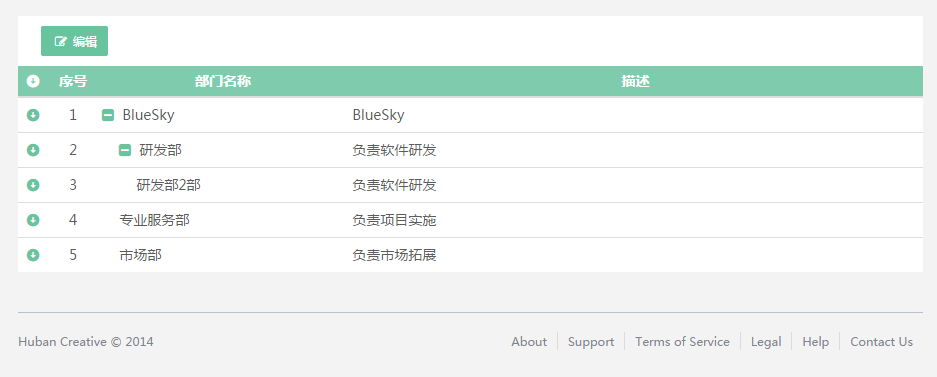 编辑
序号 部门名称 描述
1 BlueSky BlueSky
2 研发部 负责软件研发
3 研发部2部 负责软件研发
4 专业服务部 负责项目实施
5 市场部 负责市场拓展
Huban Creative © 2014 About Support Terms of Service Legal Help Contact Us